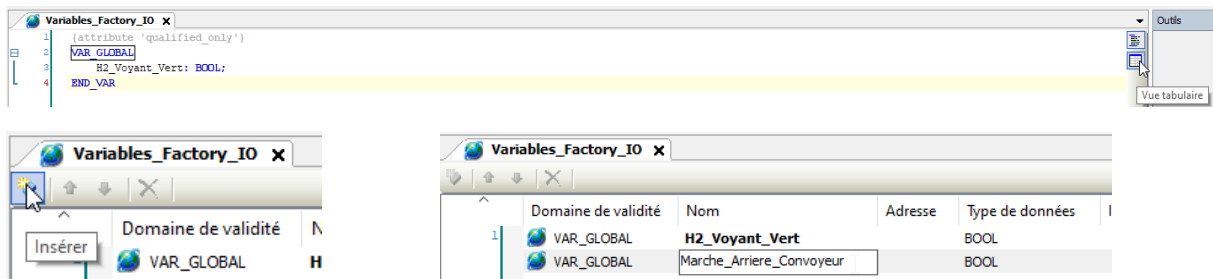 Variables_Factory_IO X
Outils
1 {attribute 'qualified_only'}
2 VAR_GLOBAL
3 H2_Voyant_Vert: BOOL;
4 END_VAR
Vue tabulaire
Variables_Factory_IO X
Domaine de validité N
Insérer
VAR_GLOBAL H
Variables_Factory_IO X
Domaine de validité Nom Adresse Type de données I
1 VAR_GLOBAL H2_Voyant_Vert BOOL
VAR_GLOBAL Marche_Arriere_Convoyeur BOOL